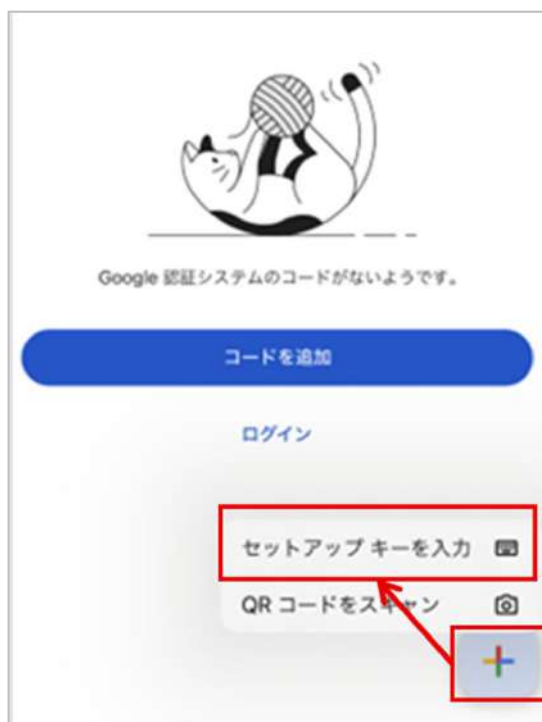 Google 認証システムのコードがないようです。
コードを追加
ログイン
セットアップ キーを入力
QR コードをスキャン